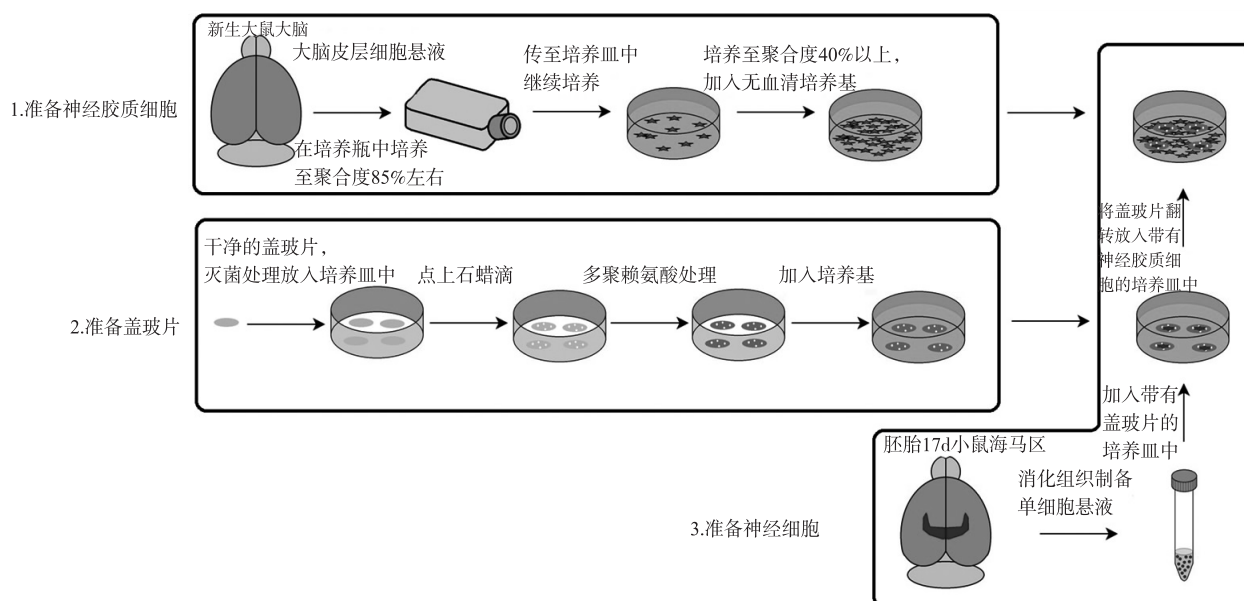 新生大鼠大脑
大脑皮层细胞悬液
传至培养皿中
继续培养
培养至聚合度40%以上，
加入无血清培养基
1.准备神经胶质细胞
在培养瓶中培养
至聚合度85%左右
将盖玻片翻
转放入带有
神经胶质细
胞的培养皿中
干净的盖玻片，
灭菌处理放入培养皿中
点上石蜡滴
多聚赖氨酸处理
加入培养基
2.准备盖玻片
加入带有
盖玻片的
培养皿中
胚胎17d小鼠海马区
消化组织制备
单细胞悬液
3.准备神经细胞